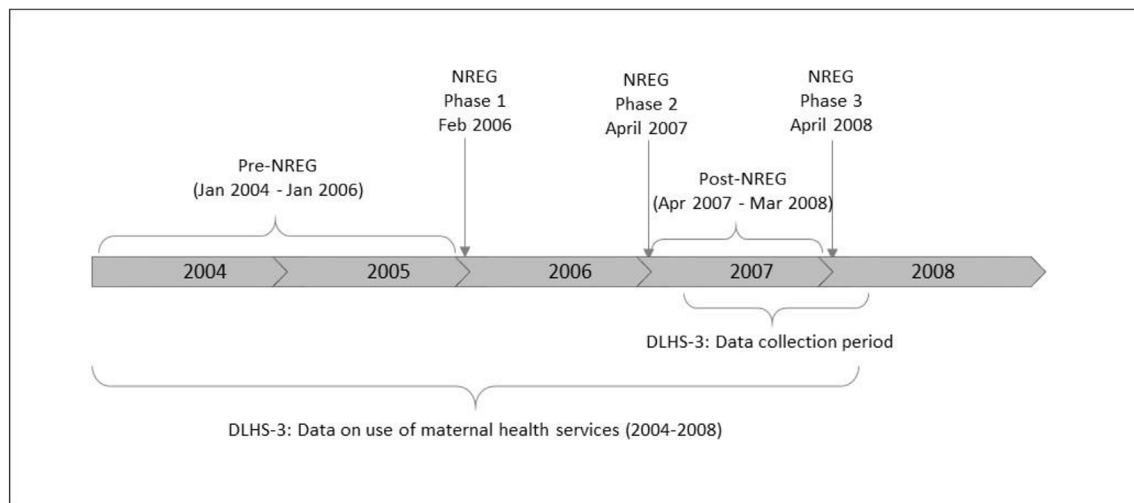 NREG
Phase 1
Feb 2006
NREG
Phase 2
April 2007
NREG
Phase 3
April 2008
Pre-NREG
(Jan 2004 - Jan 2006)
Post-NREG
(Apr 2007 - Mar 2008)
2004
2005
2006
2007
2008
DLHS-3: Data collection period
DLHS-3: Data on use of maternal health services (2004-2008)